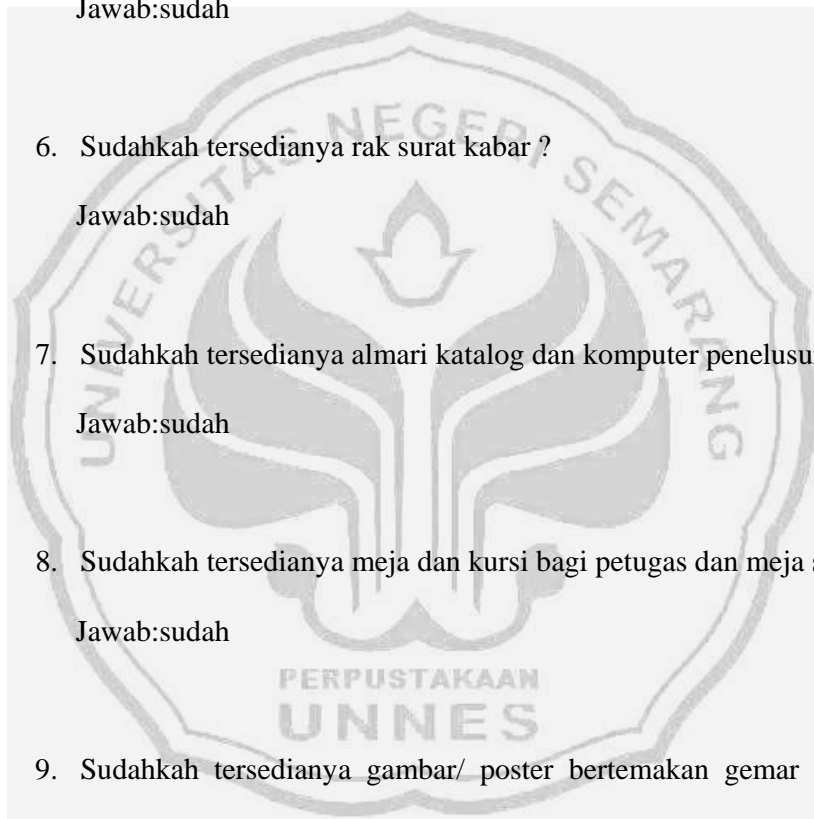 Jawab:sudah
6. Sudahkah tersedianya rak surat kabar ?
Jawab:sudah
7. Sudahkah tersedianya almari katalog dan komputer
Jawab:sudah
8. Sudahkah tersedianya meja dan kursi bagi petugas dan meja
Jawab:sudah
9. Sudahkah tersedianya gambar/ poster bertemakan gemar
UNIVERSITAS NEGERI SEMARANG
PERPUSTAKAAN
UNNES